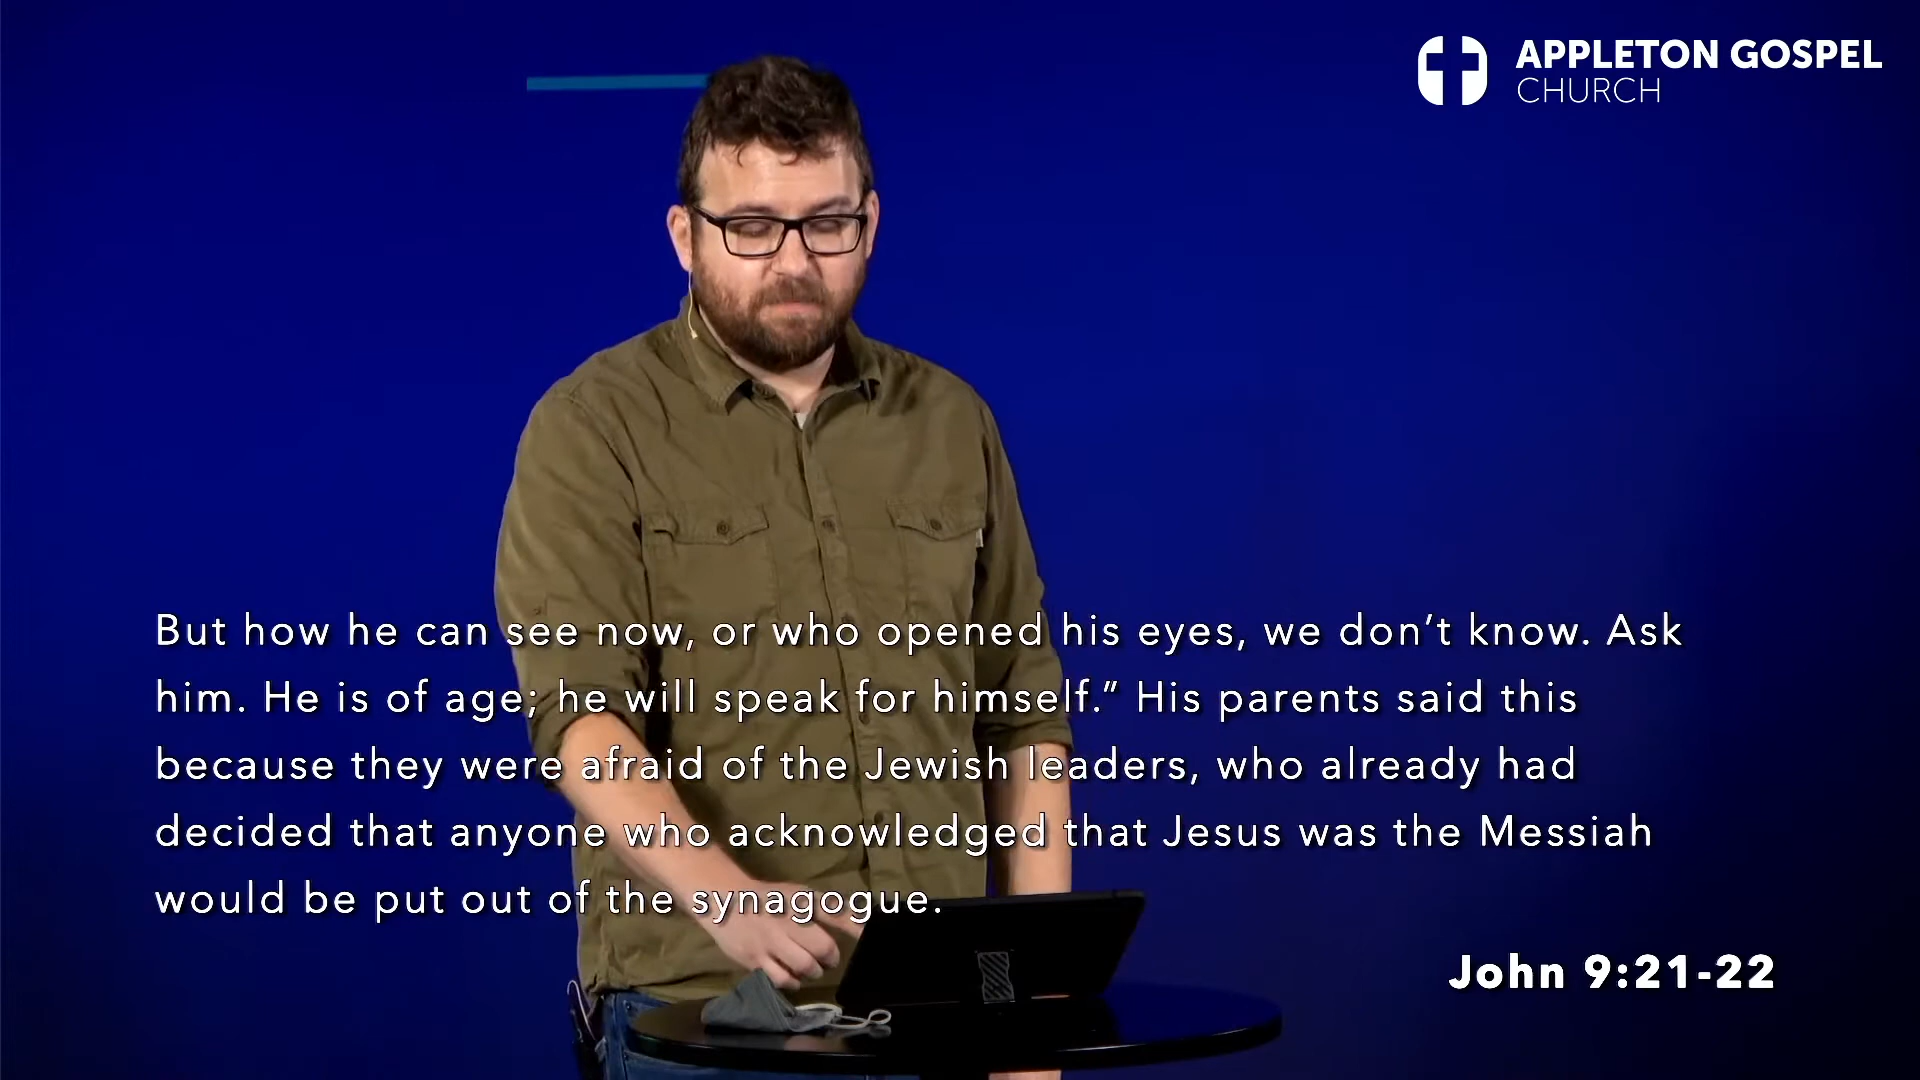 APPLETON GOSPEL
CHURCH
But how he can see now, or who opened his eyes, we don’t know. Ask
him. He is of age; he will speak for himself.” His parents said this
because they were afraid of the Jewish leaders, who already had
decided that anyone who acknowledged that Jesus was the Messiah
would be put out of the synagogue.
John 9:21-22